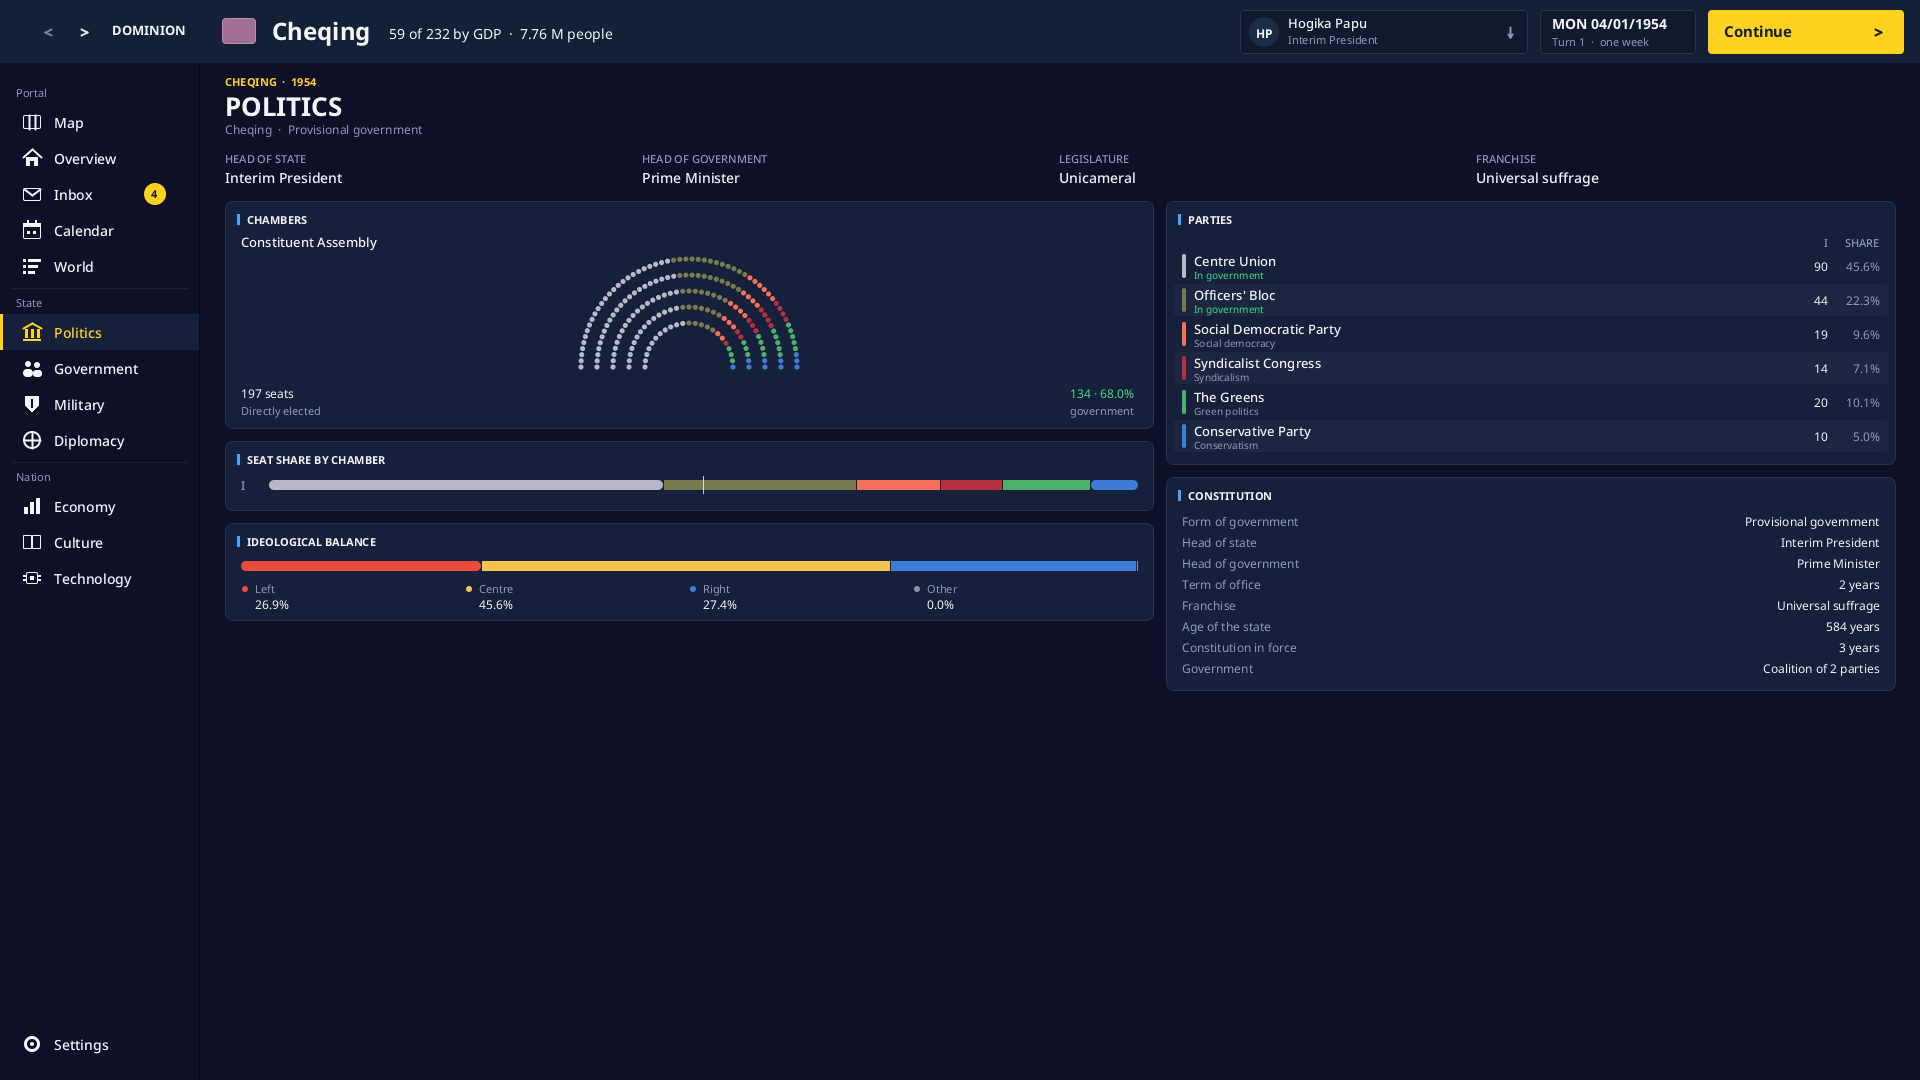 < > DOMINION
Cheqing 59 of 232 by GDP · 7.76 M people
HP Hogika Papu
Interim President
MON 04/01/1954
Turn 1 · one week
Continue >
Portal
Map
Overview
Inbox 4
Calendar
World
State
Politics
Government
Military
Diplomacy
Nation
Economy
Culture
Technology
Settings
CHEQING · 1954
POLITICS
Cheqing · Provisional government
HEAD OF STATE
Interim President
HEAD OF GOVERNMENT
Prime Minister
LEGISLATURE
Unicameral
FRANCHISE
Universal suffrage
CHAMBERS
Constituent Assembly
197 seats 134 · 68.0%
Directly elected government
SEAT SHARE BY CHAMBER
I
IDEOLOGICAL BALANCE
Left Centre Right Other
26.9% 45.6% 27.4% 0.0%
PARTIES
I SHARE
Centre Union 90 45.6%
In government
Officers' Bloc 44 22.3%
In government
Social Democratic Party 19 9.6%
Social democracy
Syndicalist Congress 14 7.1%
Syndicalism
The Greens 20 10.1%
Green politics
Conservative Party 10 5.0%
Conservatism
CONSTITUTION
Form of government Provisional government
Head of state Interim President
Head of government Prime Minister
Term of office 2 years
Franchise Universal suffrage
Age of the state 584 years
Constitution in force 3 years
Government Coalition of 2 parties